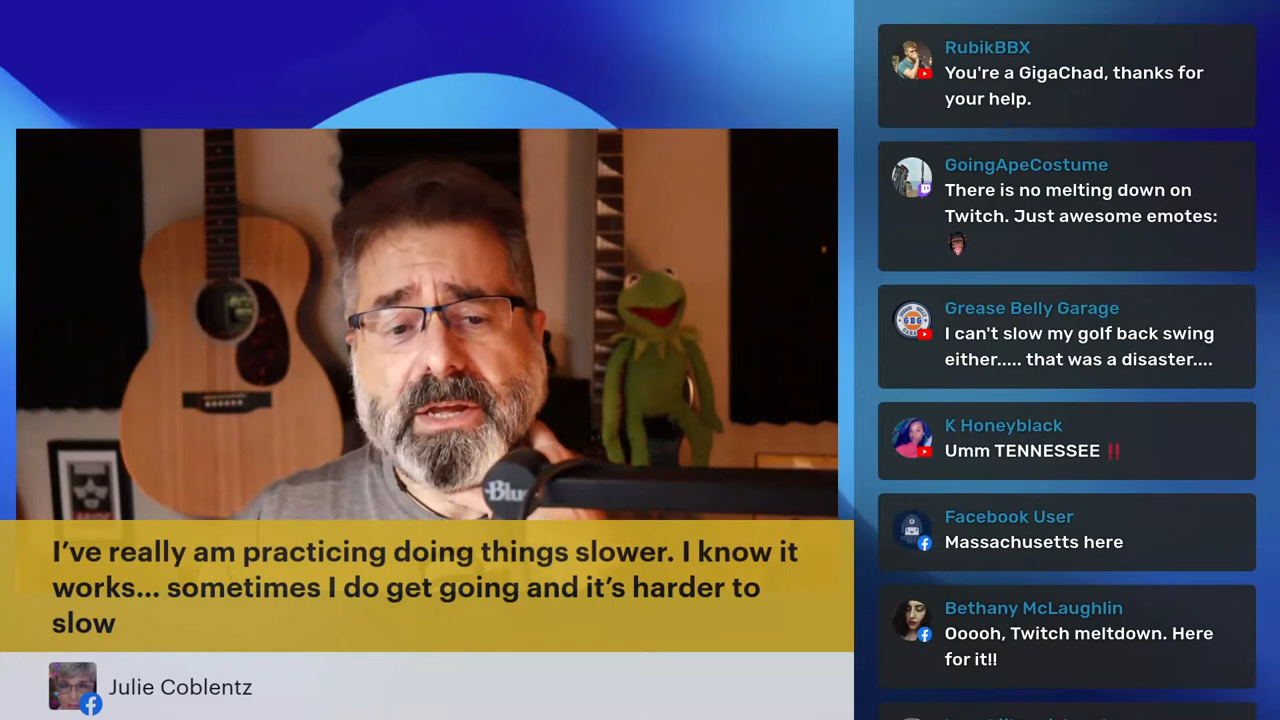 RubikBBX
You're a GigaChad, thanks for
your help.
GoingApeCostume
There is no melting down on
Twitch. Just awesome emotes:
Grease Belly Garage
I can't slow my golf back swing
either..... that was a disaster....
K Honeyblack
Umm TENNESSEE ‼️
Facebook User
Massachusetts here
Bethany McLaughlin
Ooooh, Twitch meltdown. Here
for it!!
Blue
I’ve really am practicing doing things slower. I know it
works... sometimes I do get going and it’s harder to
slow
Julie Coblentz
GBG